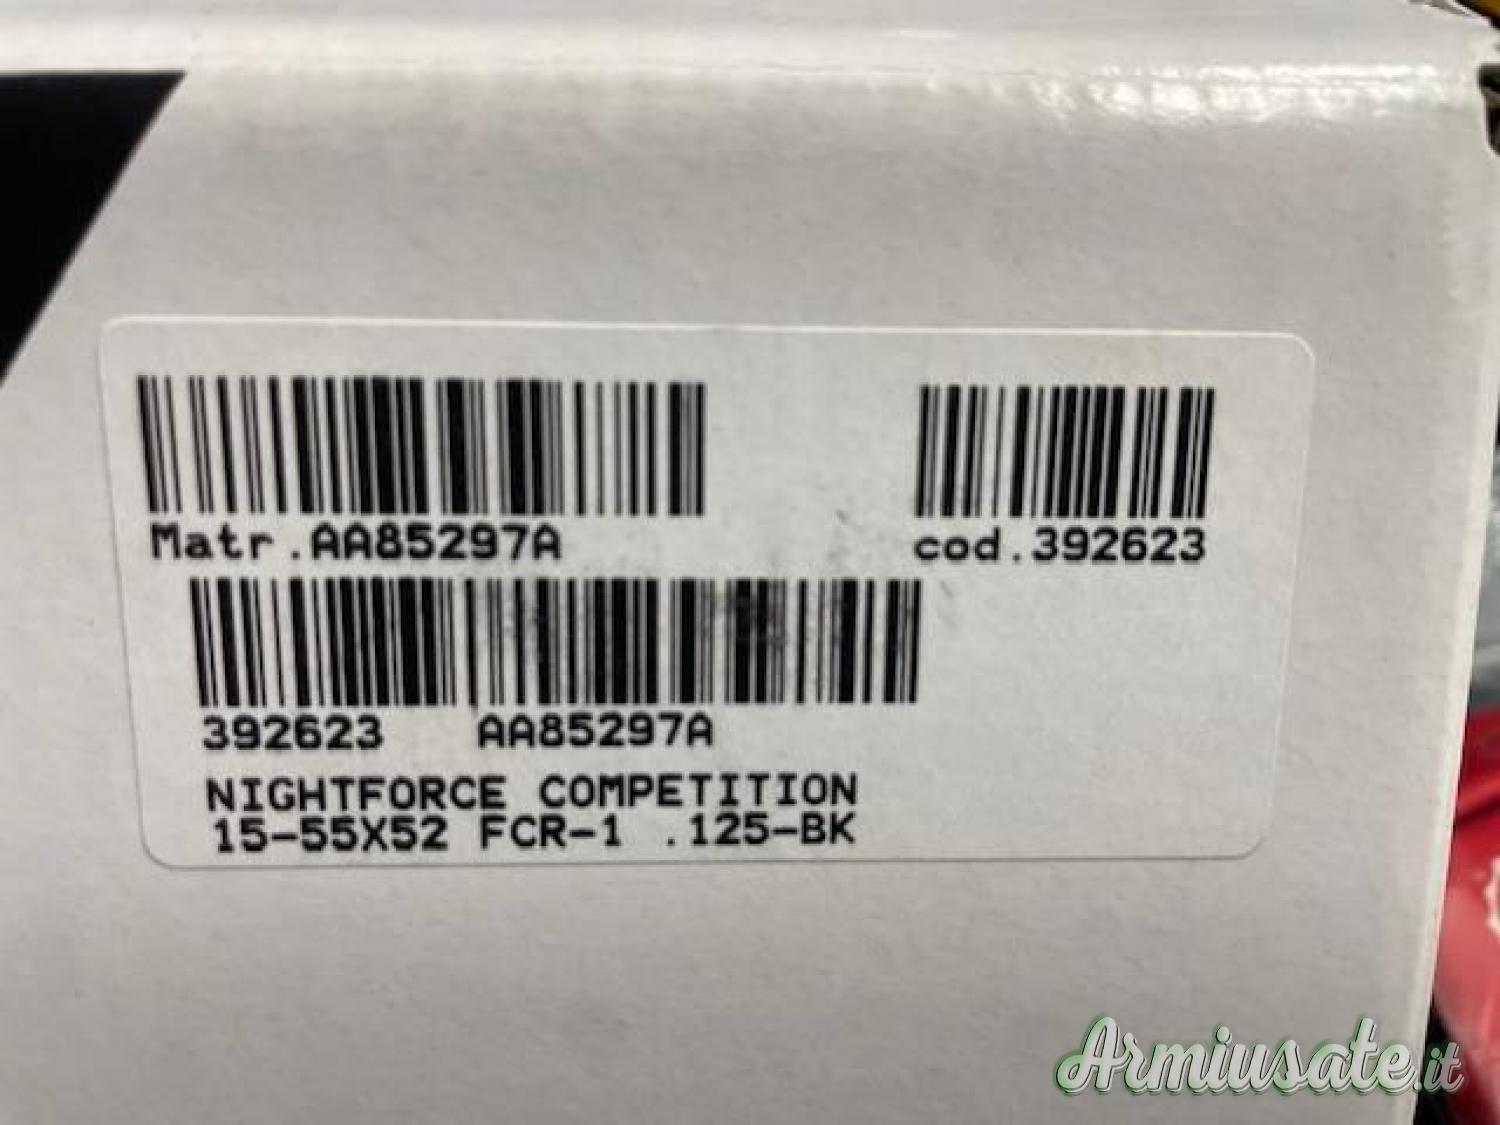 Matr.AA85297A
cod.392623
392623 AA85297A
NIGHTFORCE COMPETITION
15-55X52 FCR-1 .125-BK
Armiusate.it